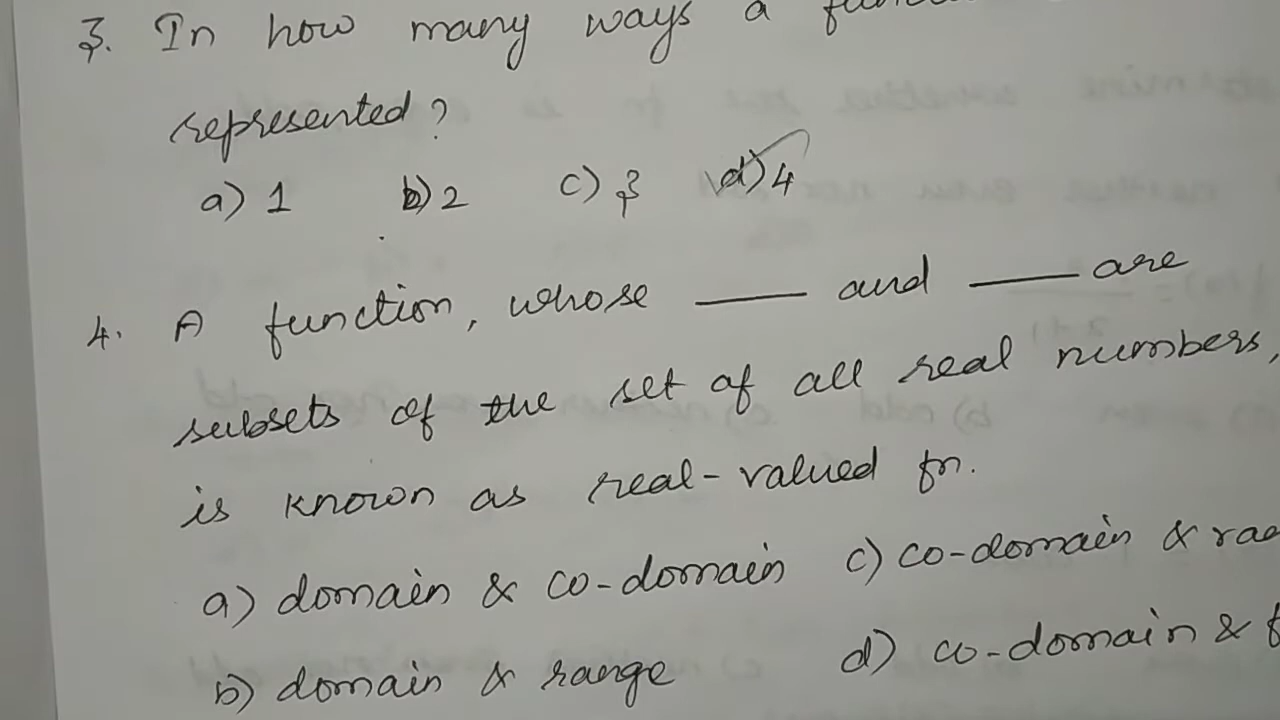 3. In how many ways a
represented?
a) 1 b) 2 c) 3 d) 4
4. A function, whose ____ and ____ are
subsets of the set of all real numbers,
is known as real-valued fn.
a) domain & co-domain c) co-domain &
b) domain & range d) co-domain &